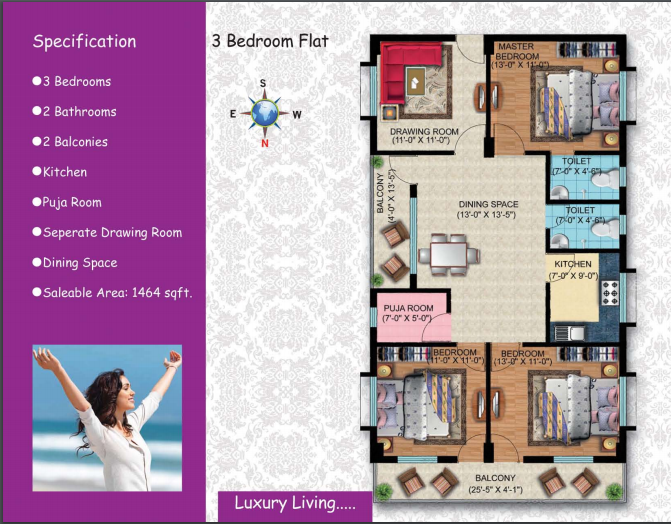 Specification
●3 Bedrooms
●2 Bathrooms
●2 Balconies
●Kitchen
●Puja Room
●Seperate Drawing Room
●Dining Space
●Saleable Area: 1464 sqft.
3 Bedroom Flat
S
E
W
N
MASTER
BEDROOM
(13'-0" X 11'-0")
DRAWING ROOM
(11'-0" X 11'-0")
TOILET
(7'-0" X 4'-6")
BALCONY
(4'-0" X 13'-5")
DINING SPACE
(13'-0" X 13'-5")
TOILET
(7'-0" X 4'-6")
KITCHEN
(7'-0" X 9'-0")
PUJA ROOM
(7'-0" X 5'-0")
BEDROOM
(11'-0" X 11'-0")
BEDROOM
(13'-0" X 11'-0")
BALCONY
(25'-5" X 4'-1")
Luxury Living.....